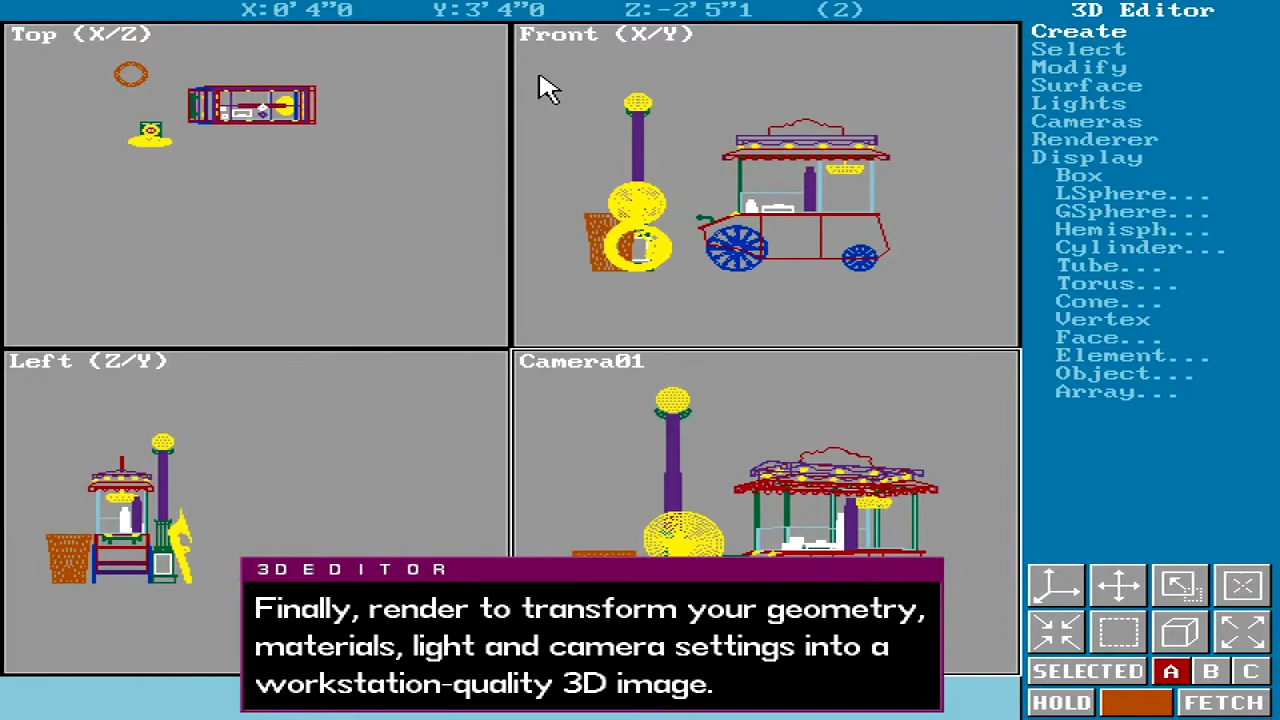 X:0'4"0 Y:3'4"0 Z:-2'5"1 (2) 3D Editor
Top (X/Z)
Front (X/Y)
Left (Z/Y)
Camera01
Create
Select
Modify
Surface
Lights
Cameras
Renderer
Display
Box
LSphere...
GSphere...
Hemisph...
Cylinder...
Tube...
Torus...
Cone...
Vertex
Face...
Element...
Object...
Array...
3D EDITOR
Finally, render to transform your geometry,
materials, light and camera settings into a
workstation-quality 3D image.
SELECTED A B C
HOLD FETCH